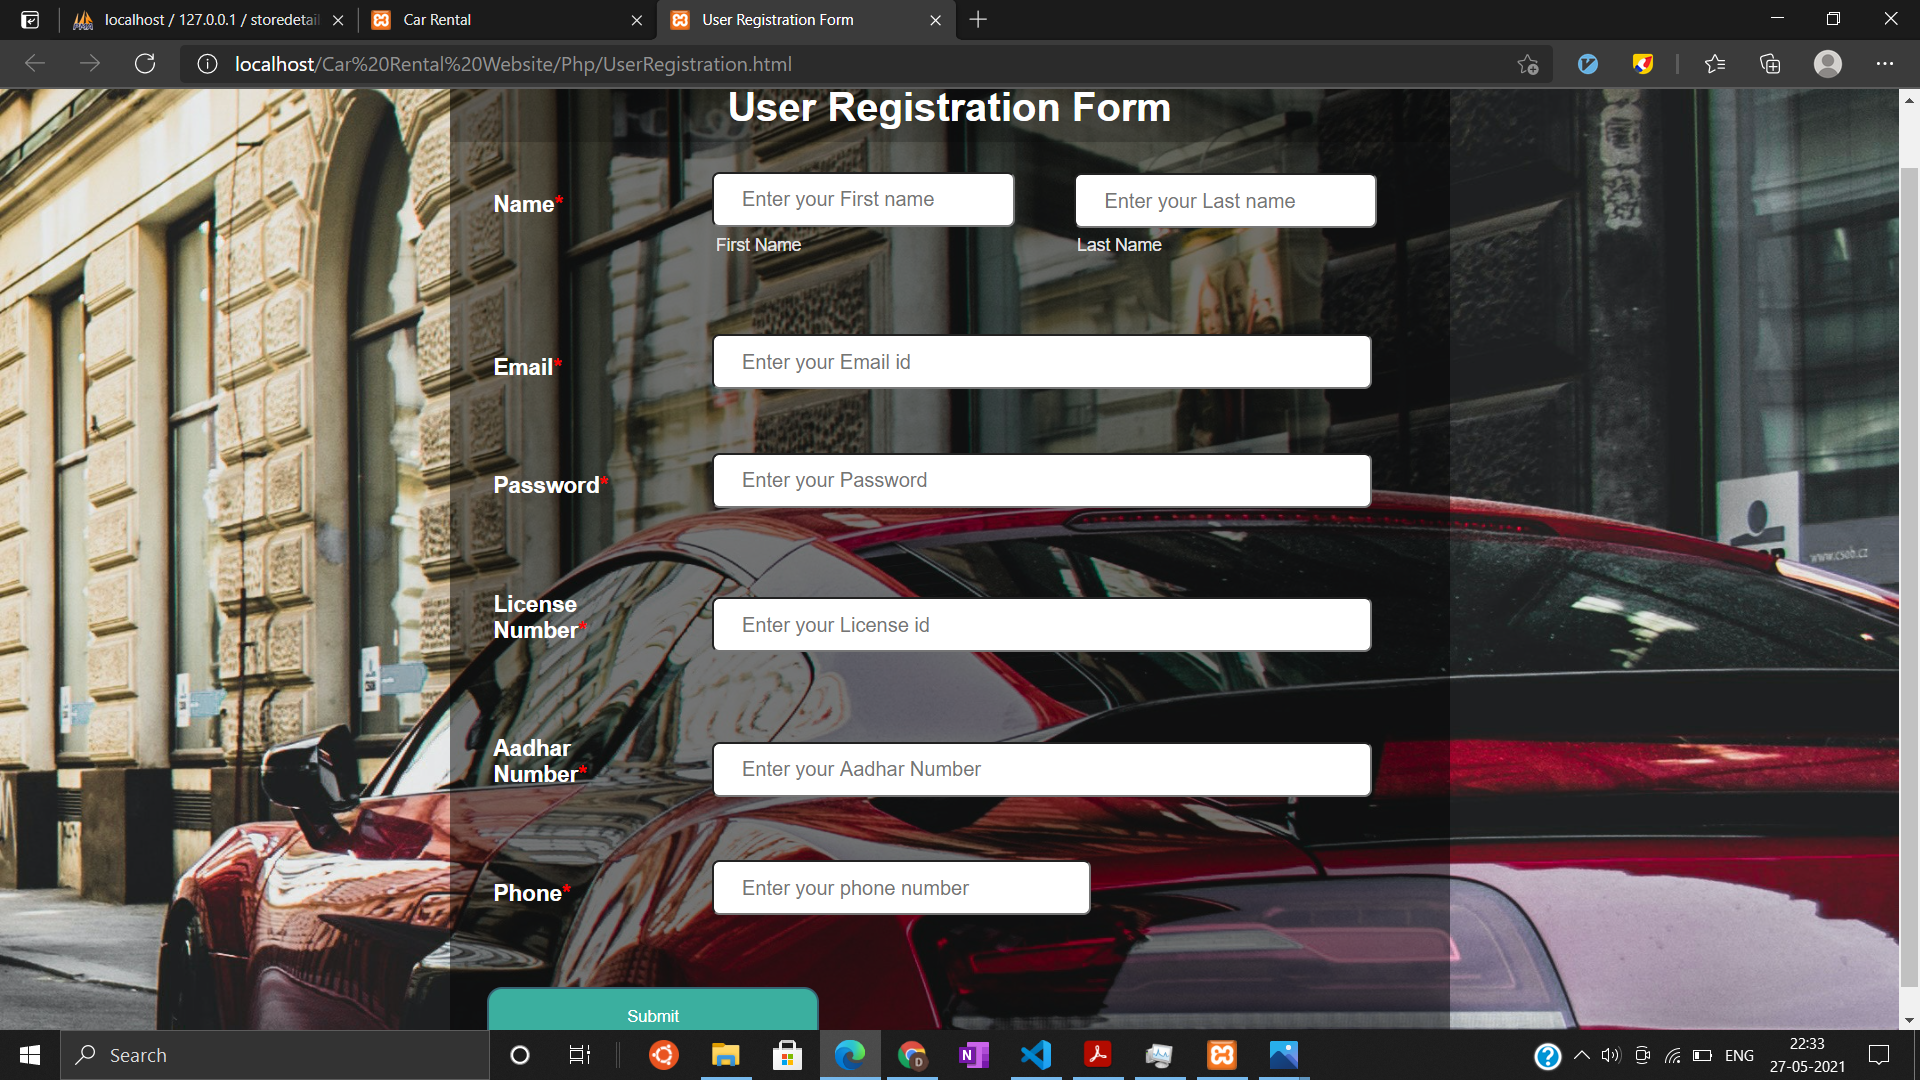 localhost / 127.0.0.1 / storedetail
Car Rental
User Registration Form
localhost/Car%20Rental%20Website/Php/UserRegistration.html
User Registration Form
Name*
Enter your First name
Enter your Last name
First Name
Last Name
Email*
Enter your Email id
Password*
Enter your Password
www.csob.cz
License
Number*
Enter your License id
Aadhar
Number*
Enter your Aadhar Number
Phone*
Enter your phone number
Submit
Search
ENG
22:33
27-05-2021